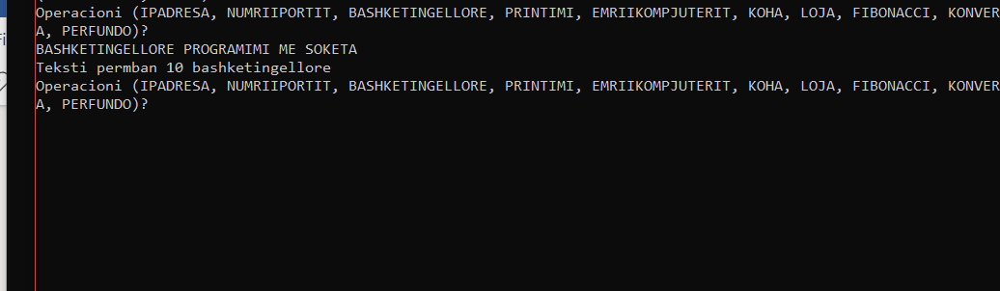 Operacioni (IPADRESA, NUMRIIPORTIT, BASHKETINGELLORE, PRINTIMI, EMRIIKOMPJUTERIT, KOHA, LOJA, FIBONACCI, KONVER
A, PERFUNDO)?
BASHKETINGELLORE PROGRAMIMI ME SOKETA
Teksti permban 10 bashketingellore
Operacioni (IPADRESA, NUMRIIPORTIT, BASHKETINGELLORE, PRINTIMI, EMRIIKOMPJUTERIT, KOHA, LOJA, FIBONACCI, KONVER
A, PERFUNDO)?